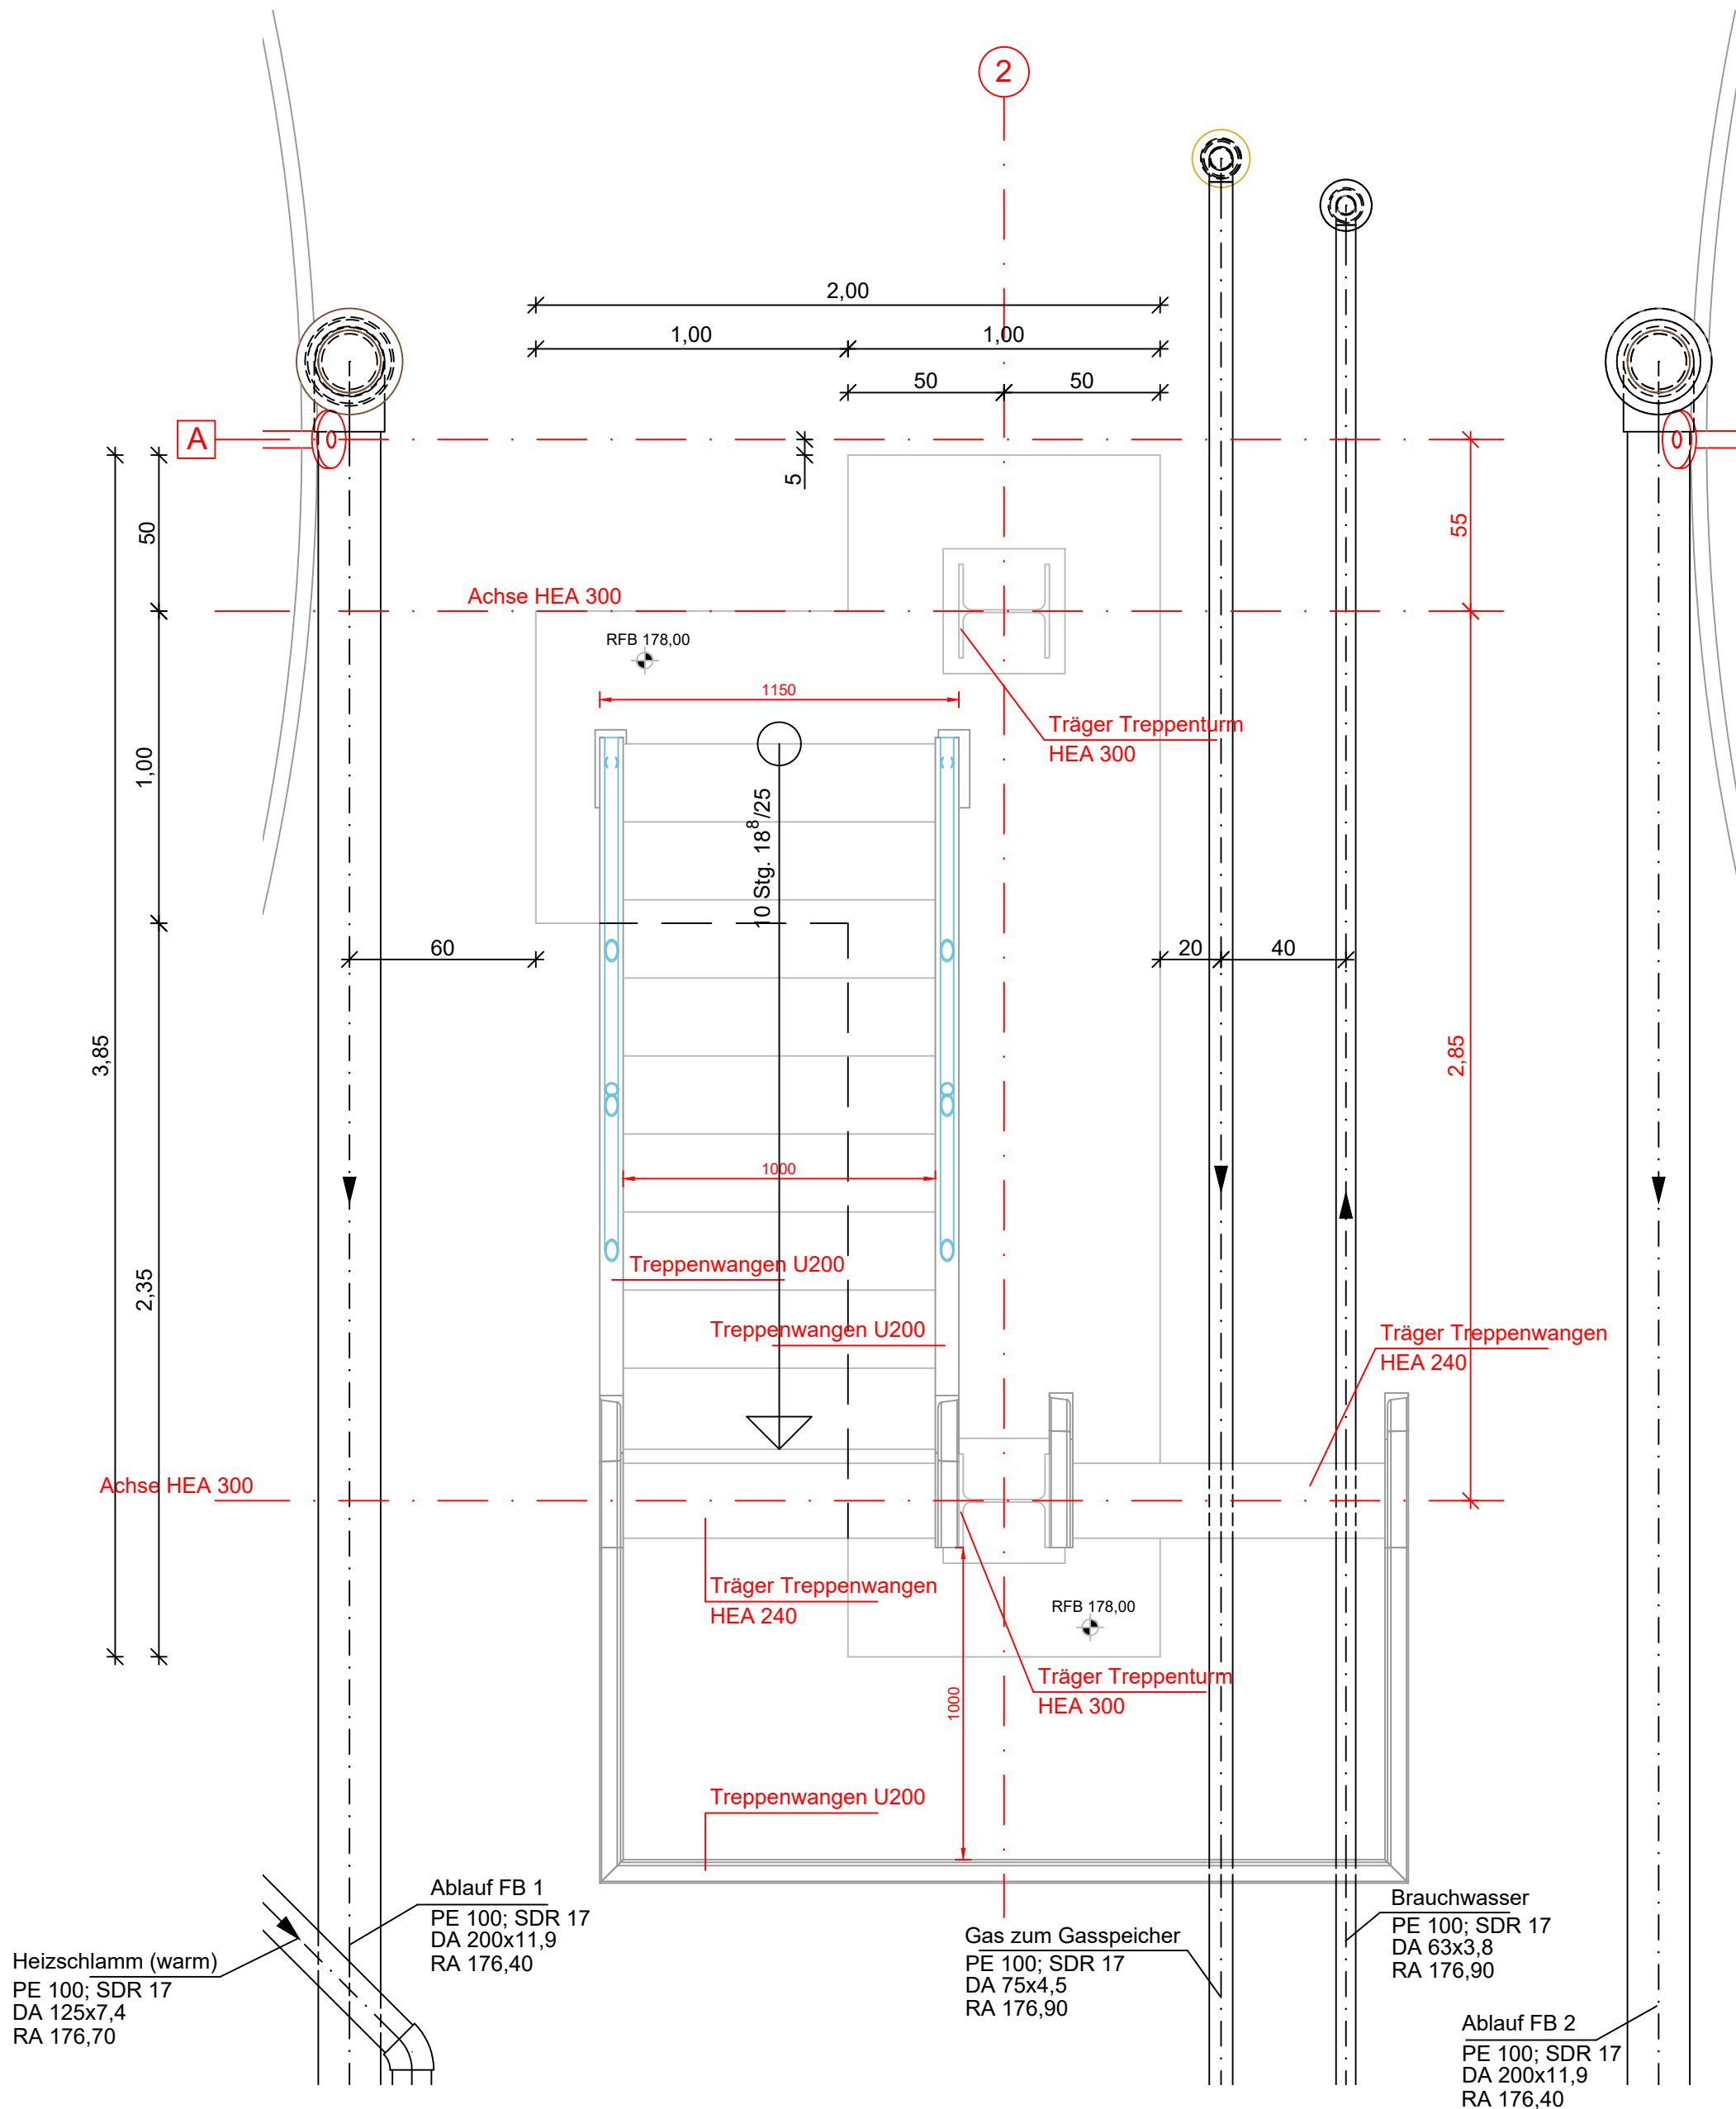 2
2,00
1,00
1,00
50
50
A
5
50
55
Achse HEA 300
RFB 178,00
1150
Träger Treppenturm
HEA 300
1,00
10 Stg. 18⁸/25
60
20
40
3,85
2,85
1000
2,35
Treppenwangen U200
Treppenwangen U200
Träger Treppenwangen
HEA 240
Achse HEA 300
Träger Treppenwangen
HEA 240
RFB 178,00
Träger Treppenturm
HEA 300
1000
Treppenwangen U200
Ablauf FB 1
PE 100; SDR 17
DA 200x11,9
RA 176,40
Heizschlamm (warm)
PE 100; SDR 17
DA 125x7,4
RA 176,70
Gas zum Gasspeicher
PE 100; SDR 17
DA 75x4,5
RA 176,90
Brauchwasser
PE 100; SDR 17
DA 63x3,8
RA 176,90
Ablauf FB 2
PE 100; SDR 17
DA 200x11,9
RA 176,40